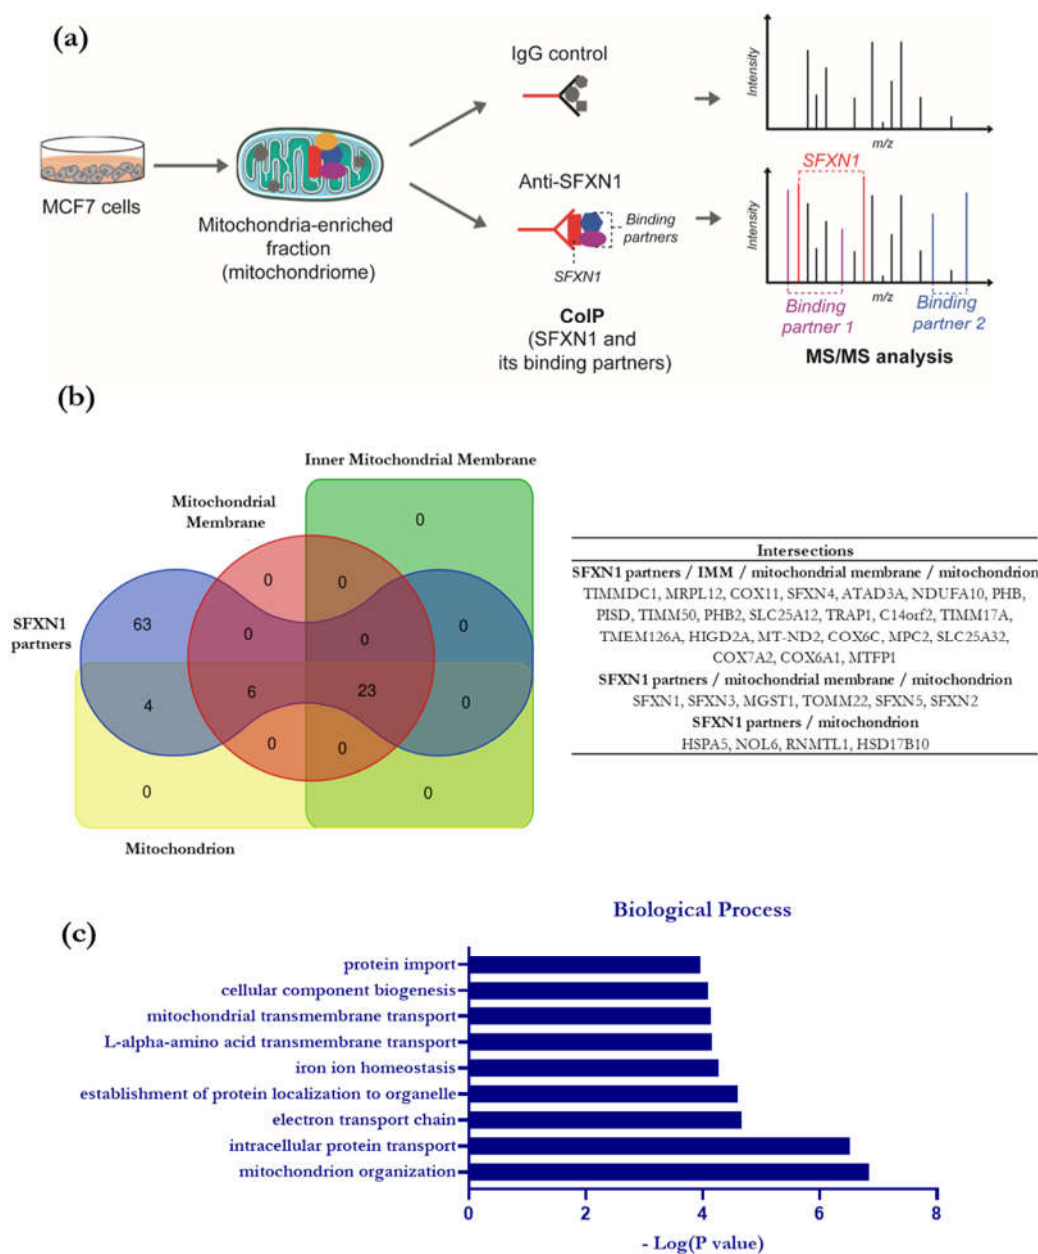 (a)
IgG control
MCF7 cells
Mitochondria-enriched
fraction
(mitochondriome)
Anti-SFXN1
Binding
partners
SFXN1
CoIP
(SFXN1 and
its binding partners)
Intensity
m/z
SFXN1
Intensity
m/z
Binding
partner 1
Binding
partner 2
MS/MS analysis
(b)
Inner Mitochondrial Membrane
Mitochondrial
Membrane
SFXN1
partners
Mitochondrion
0
0
0
63
0
0
0
4
6
23
0
0
0
0
0
Intersections
SFXN1 partners / IMM / mitochondrial membrane / mitochondrion
TIMMDC1, MRPL12, COX11, SFXN4, ATAD3A, NDUFA10, PHB,
PISD, TIMM50, PHB2, SLC25A12, TRAP1, C14orf2, TIMM17A,
TMEM126A, HIGD2A, MT-ND2, COX6C, MPC2, SLC25A32,
COX7A2, COX6A1, MTFP1
SFXN1 partners / mitochondrial membrane / mitochondrion
SFXN1, SFXN3, MGST1, TOMM22, SFXN5, SFXN2
SFXN1 partners / mitochondrion
HSPA5, NOL6, RNMTL1, HSD17B10
(c)
Biological Process
protein import
cellular component biogenesis
mitochondrial transmembrane transport
L-alpha-amino acid transmembrane transport
iron ion homeostasis
establishment of protein localization to organelle
electron transport chain
intracellular protein transport
mitochondrion organization
0 2 4 6 8
- Log(P value)